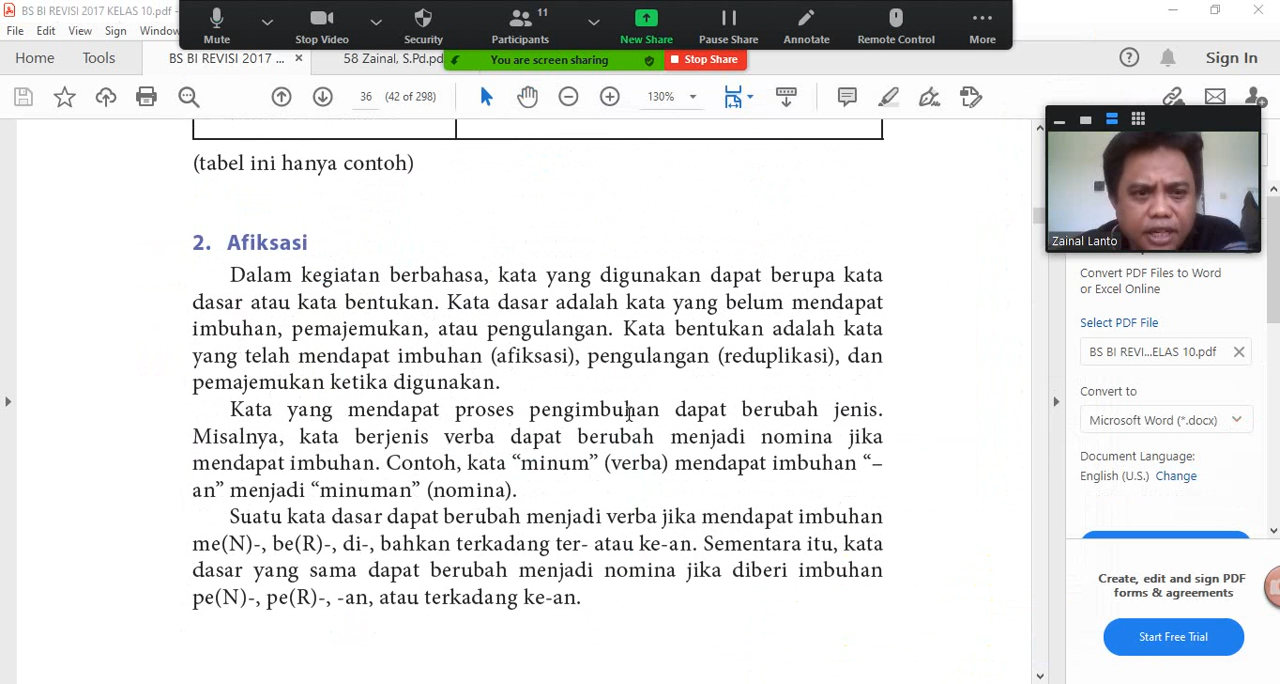 BS BI REVISI 2017 KELAS 10.pdf -
File Edit View Sign Window
Mute
Stop Video
Security
11
Participants
New Share
Pause Share
Annotate
Remote Control
More
You are screen sharing
Stop Share
Home Tools BS BI REVISI 2017 ... × 58 Zainal, S.Pd.pd
Sign In
36 (42 of 298) 130%
(tabel ini hanya contoh)
2. Afiksasi
Dalam kegiatan berbahasa, kata yang digunakan dapat berupa kata
dasar atau kata bentukan. Kata dasar adalah kata yang belum mendapat
imbuhan, pemajemukan, atau pengulangan. Kata bentukan adalah kata
yang telah mendapat imbuhan (afiksasi), pengulangan (reduplikasi), dan
pemajemukan ketika digunakan.
Kata yang mendapat proses pengimbuhan dapat berubah jenis.
Misalnya, kata berjenis verba dapat berubah menjadi nomina jika
mendapat imbuhan. Contoh, kata “minum” (verba) mendapat imbuhan “–
an” menjadi “minuman” (nomina).
Suatu kata dasar dapat berubah menjadi verba jika mendapat imbuhan
me(N)-, be(R)-, di-, bahkan terkadang ter- atau ke-an. Sementara itu, kata
dasar yang sama dapat berubah menjadi nomina jika diberi imbuhan
pe(N)-, pe(R)-, -an, atau terkadang ke-an.
Zainal Lanto
Convert PDF Files to Word
or Excel Online
Select PDF File
BS BI REVI...ELAS 10.pdf
Convert to
Microsoft Word (*.docx)
Document Language:
English (U.S.) Change
Create, edit and sign PDF
forms & agreements
Start Free Trial